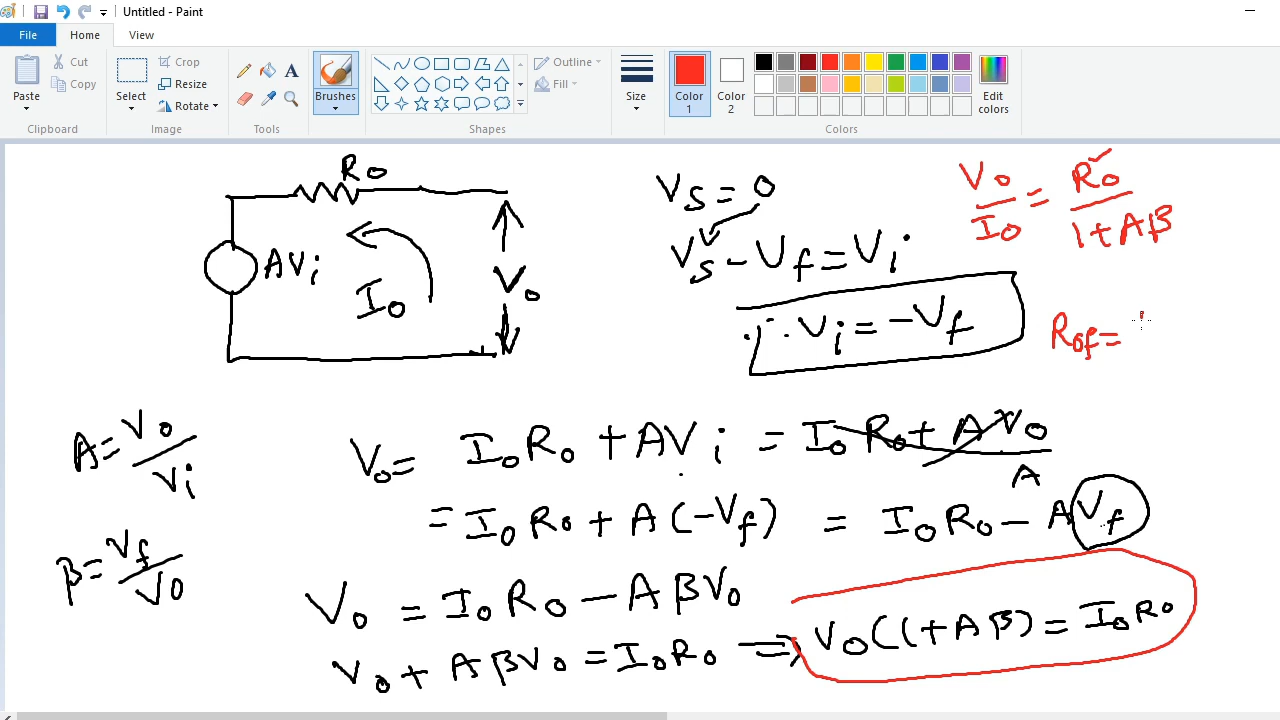 Untitled - Paint
File Home View
Paste
Cut
Copy
Clipboard
Select
Crop
Resize
Rotate
Image
A
Tools
Brushes
Shapes
Outline
Fill
Size
Color 1
Color 2
Colors
Edit colors
Ro
AVi
Io
Vo
Vs = 0
Vs - Vf = Vi
∴ Vi = -Vf
Vo/Io = Ro/1+Aβ
Rof =
A = Vo/Vi
Vo = IoRo + AVi = IoRo + AVo/A
= IoRo + A(-Vf) = IoRo - AVf
β = Vf/Vo
Vo = IoRo - AβVo
Vo + AβVo = IoRo ⟹ Vo(1+Aβ) = IoRo